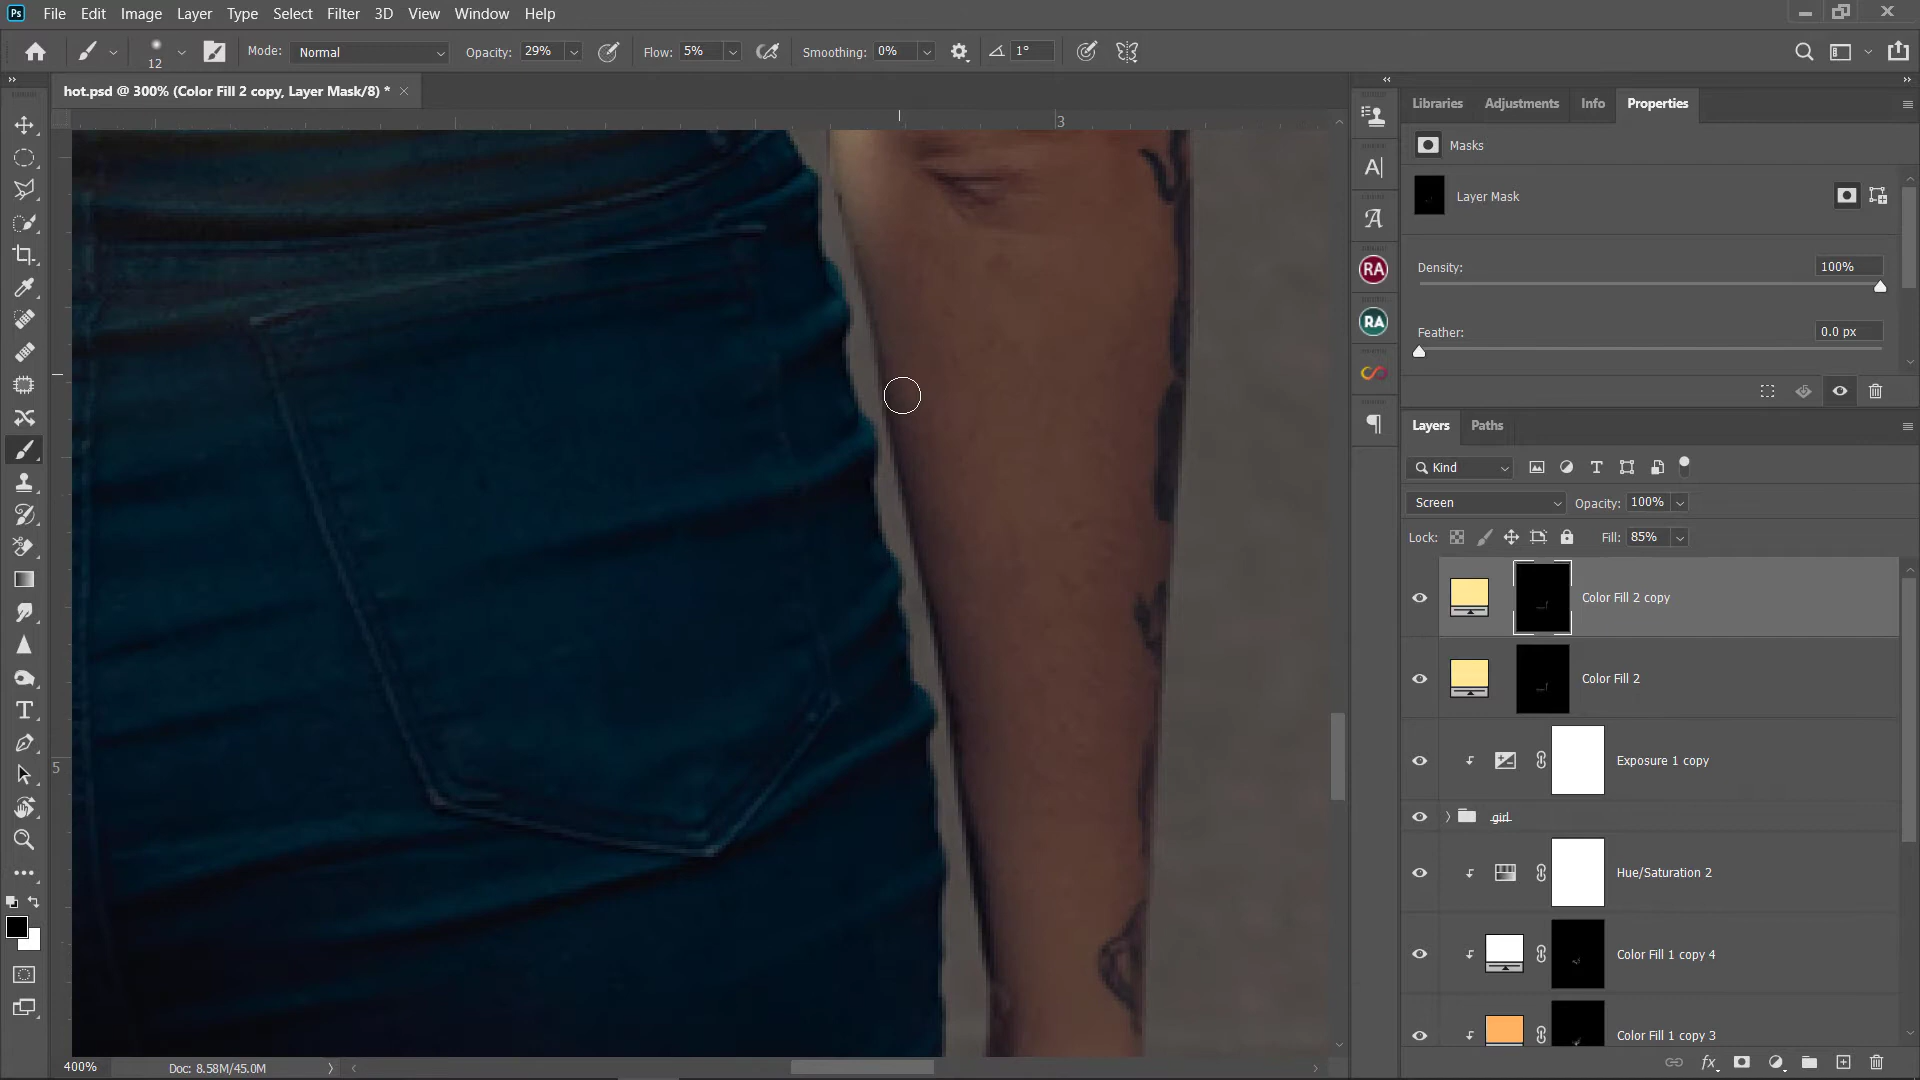 Ps File Edit Image Layer Type Select Filter 3D View Window Help
12 Mode: Normal Opacity: 29% Flow: 5% Smoothing: 0% 1°
hot.psd @ 300% (Color Fill 2 copy, Layer Mask/8) *
3
5
400% Doc: 8.58M/45.0M
A|
A
RA
RA
Libraries Adjustments Info Properties
Masks
Layer Mask
Density: 100%
Feather: 0.0 px
Layers Paths
Kind
Screen Opacity: 100%
Lock: Fill: 85%
Color Fill 2 copy
Color Fill 2
Exposure 1 copy
girl
Hue/Saturation 2
Color Fill 1 copy 4
Color Fill 1 copy 3
fx